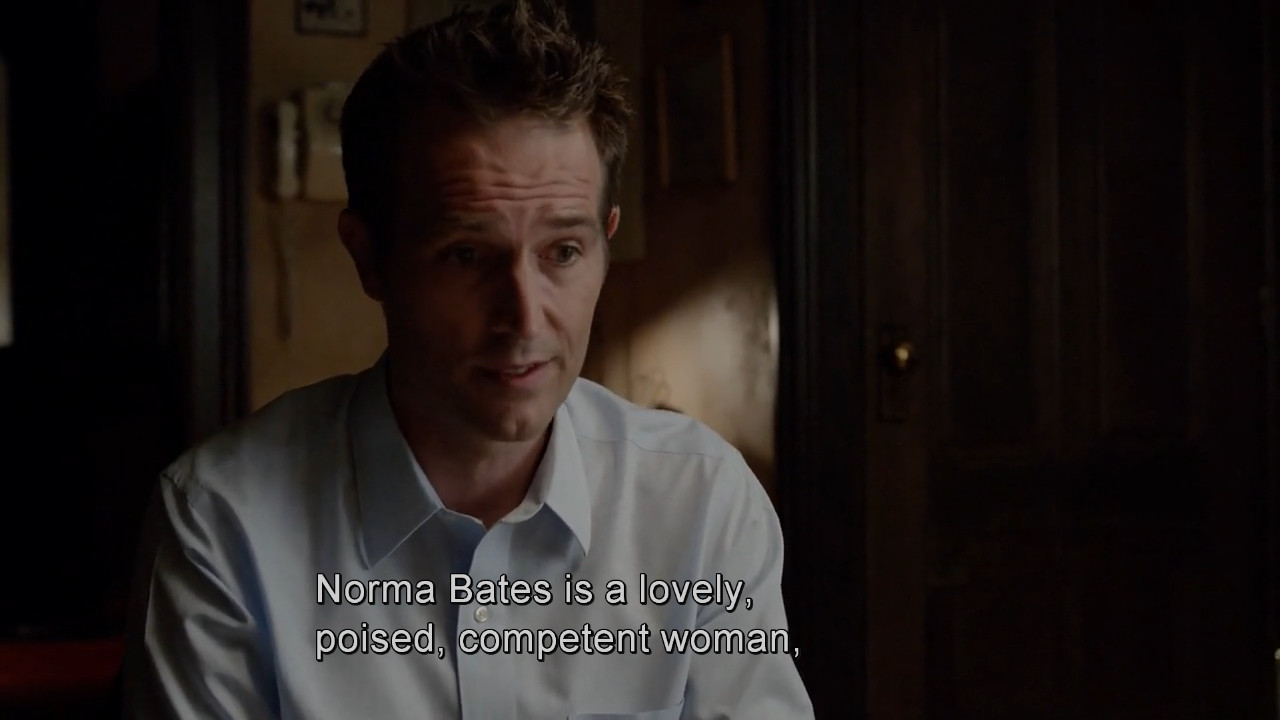 Norma Bates is a lovely,
poised, competent woman,